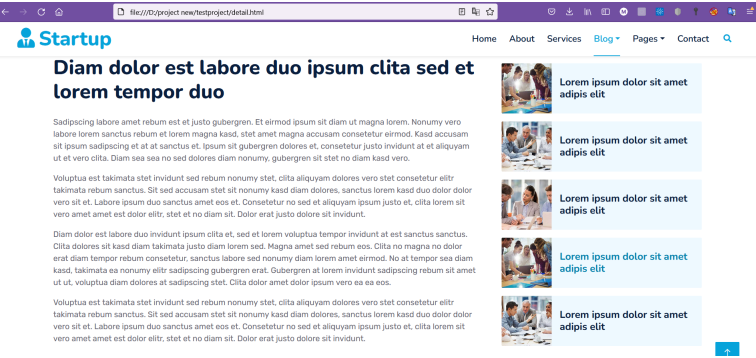 file:///D:/project new/testproject/detail.html
Startup
Home About Services Blog Pages Contact
Diam dolor est labore duo ipsum clita sed et
lorem tempor duo
Sadipscing labore amet rebum est et justo gubergren. Et eirmod ipsum sit diam ut magna lorem. Nonumy vero
labore lorem sanctus rebum et lorem magna kasd, stet amet magna accusam consetetur eirmod. Kasd accusam
sit ipsum sadipscing et at at sanctus et. Ipsum sit gubergren dolores et, consetetur justo invidunt at et aliquyam
ut et vero clita. Diam sea sea no sed dolores diam nonumy, gubergren sit stet no diam kasd vero.
Voluptua est takimata stet invidunt sed rebum nonumy stet, clita aliquyam dolores vero stet consetetur elitr
takimata rebum sanctus. Sit sed accusam stet sit nonumy kasd diam dolores, sanctus lorem kasd duo dolor dolor
vero sit et. Labore ipsum duo sanctus amet eos et. Consetetur no sed et aliquyam ipsum justo et, clita lorem sit
vero amet amet est dolor elitr, stet et no diam sit. Dolor erat justo dolore sit invidunt.
Diam dolor est labore duo invidunt ipsum clita et, sed et lorem voluptua tempor invidunt at est sanctus sanctus.
Clita dolores sit kasd diam takimata justo diam lorem sed. Magna amet sed rebum eos. Clita no magna no dolor
erat diam tempor rebum consetetur, sanctus labore sed nonumy diam lorem amet eirmod. No at tempor sea diam
kasd, takimata ea nonumy elitr sadipscing gubergren erat. Gubergren at lorem invidunt sadipscing rebum sit amet
ut ut, voluptua diam dolores at sadipscing stet. Clita dolor amet dolor ipsum vero ea ea eos.
Voluptua est takimata stet invidunt sed rebum nonumy stet, clita aliquyam dolores vero stet consetetur elitr
takimata rebum sanctus. Sit sed accusam stet sit nonumy kasd diam dolores, sanctus lorem kasd duo dolor dolor
vero sit et. Labore ipsum duo sanctus amet eos et. Consetetur no sed et aliquyam ipsum justo et, clita lorem sit
vero amet amet est dolor elitr, stet et no diam sit. Dolor erat justo dolore sit invidunt.
Lorem ipsum dolor sit amet
adipis elit
Lorem ipsum dolor sit amet
adipis elit
Lorem ipsum dolor sit amet
adipis elit
Lorem ipsum dolor sit amet
adipis elit
Lorem ipsum dolor sit amet
adipis elit